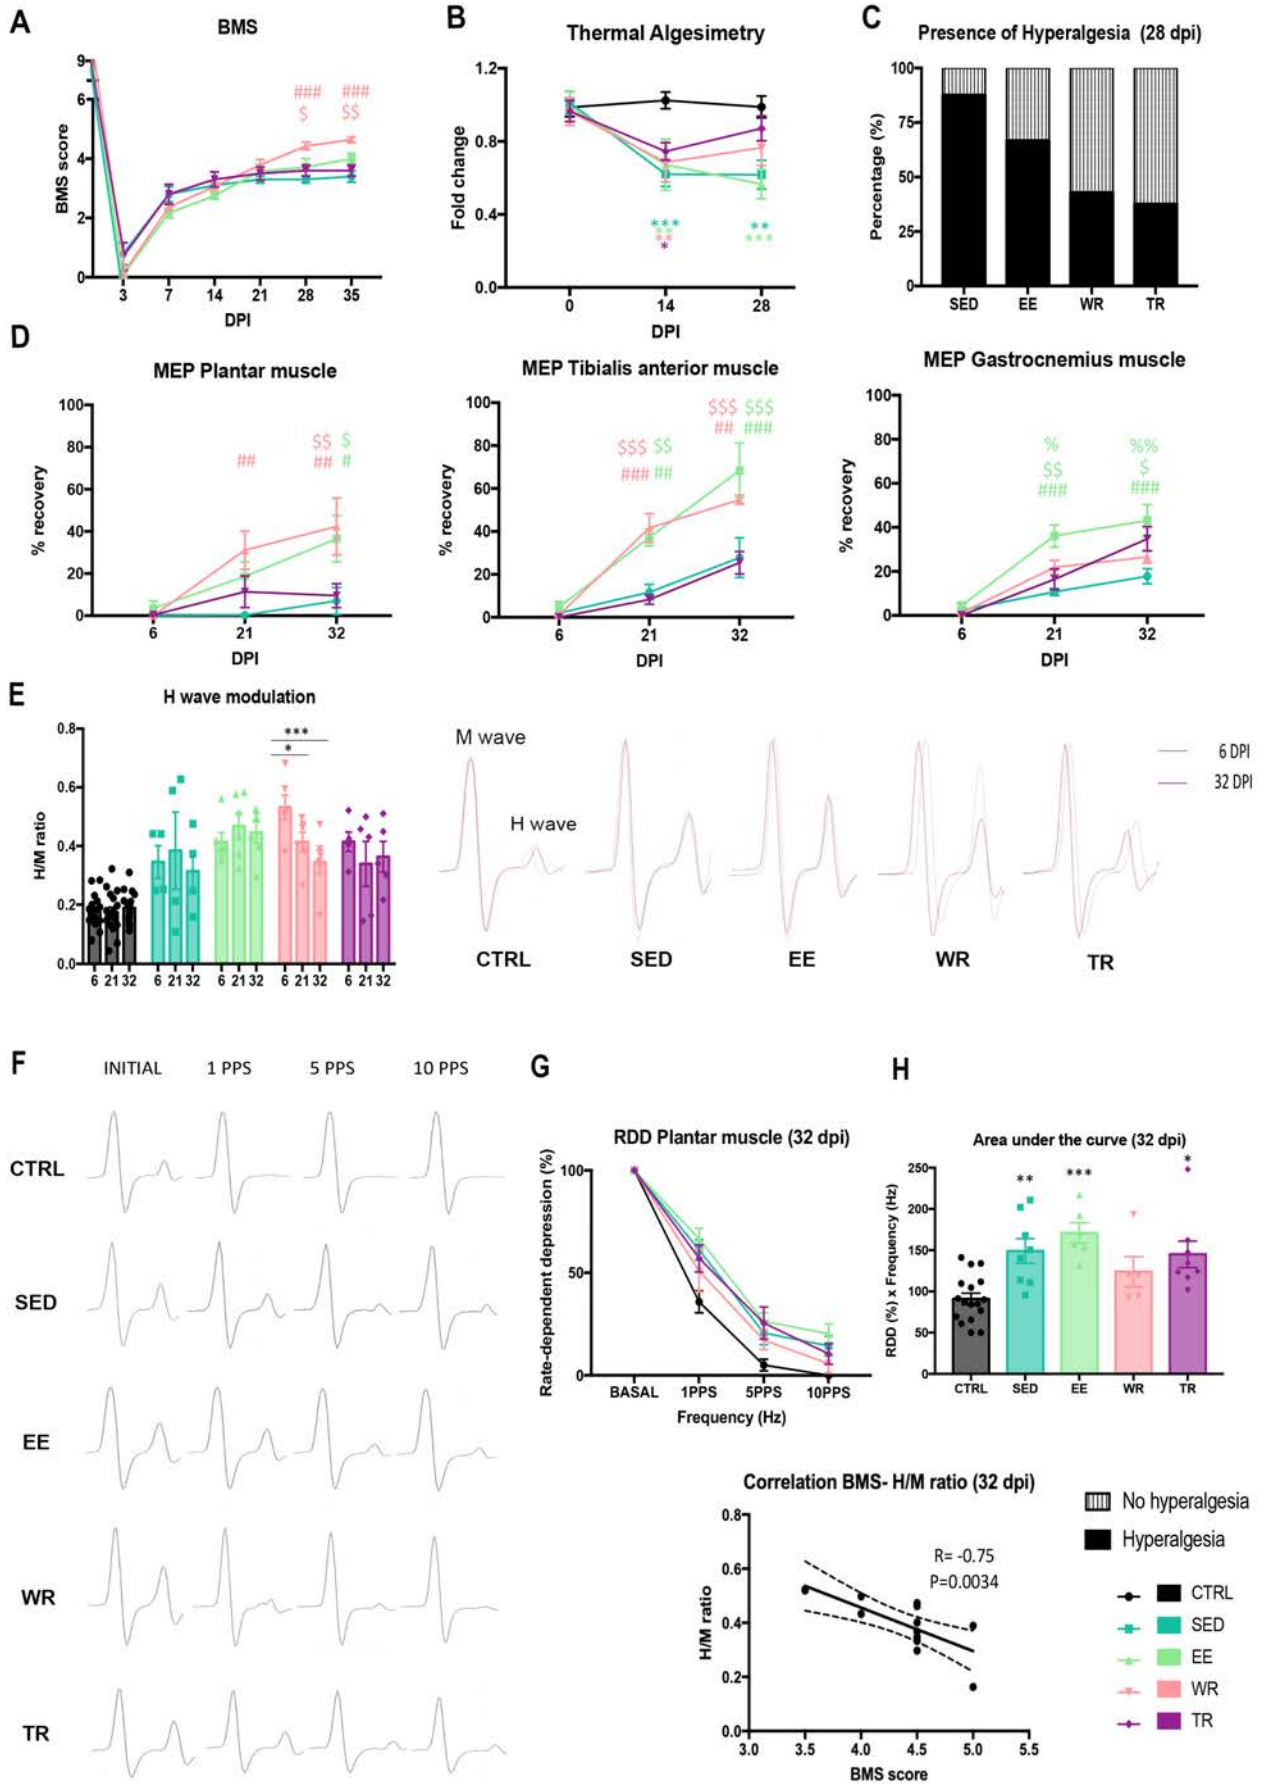 A
BMS
9
6
4
2
0
BMS score
###
###
$
$$
3 7 14 21 28 35
DPI
B
Thermal Algesimetry
1.2
0.8
0.4
0.0
Fold change
***
**
**
*
**
***
0 14 28
DPI
C
Presence of Hyperalgesia (28 dpi)
100
75
50
25
0
Percentage (%)
SED EE WR TR
D
MEP Plantar muscle
100
80
60
40
20
0
% recovery
##
$$ $
## #
6 21 32
DPI
MEP Tibialis anterior muscle
100
80
60
40
20
0
% recovery
$$$ $$
### ##
$$$ $$$
## ###
6 21 32
DPI
MEP Gastrocnemius muscle
100
80
60
40
20
0
% recovery
%
$$
###
%%
$
###
6 21 32
DPI
E
H wave modulation
0.8
0.6
0.4
0.2
0.0
H/M ratio
***
*
6 21 32 6 21 32 6 21 32 6 21 32 6 21 32
M wave
H wave
6 DPI
32 DPI
CTRL SED EE WR TR
F
INITIAL 1 PPS 5 PPS 10 PPS
CTRL
SED
EE
WR
TR
G
RDD Plantar muscle (32 dpi)
100
50
0
Rate-dependent depression (%)
BASAL 1PPS 5PPS 10PPS
Frequency (Hz)
H
Area under the curve (32 dpi)
250
200
150
100
50
0
RDD (%) x Frequency (Hz)
** *** *
CTRL SED EE WR TR
Correlation BMS- H/M ratio (32 dpi)
0.8
0.6
0.4
0.2
0.0
H/M ratio
R= -0.75
P=0.0034
3.0 3.5 4.0 4.5 5.0 5.5
BMS score
No hyperalgesia
Hyperalgesia
CTRL
SED
EE
WR
TR